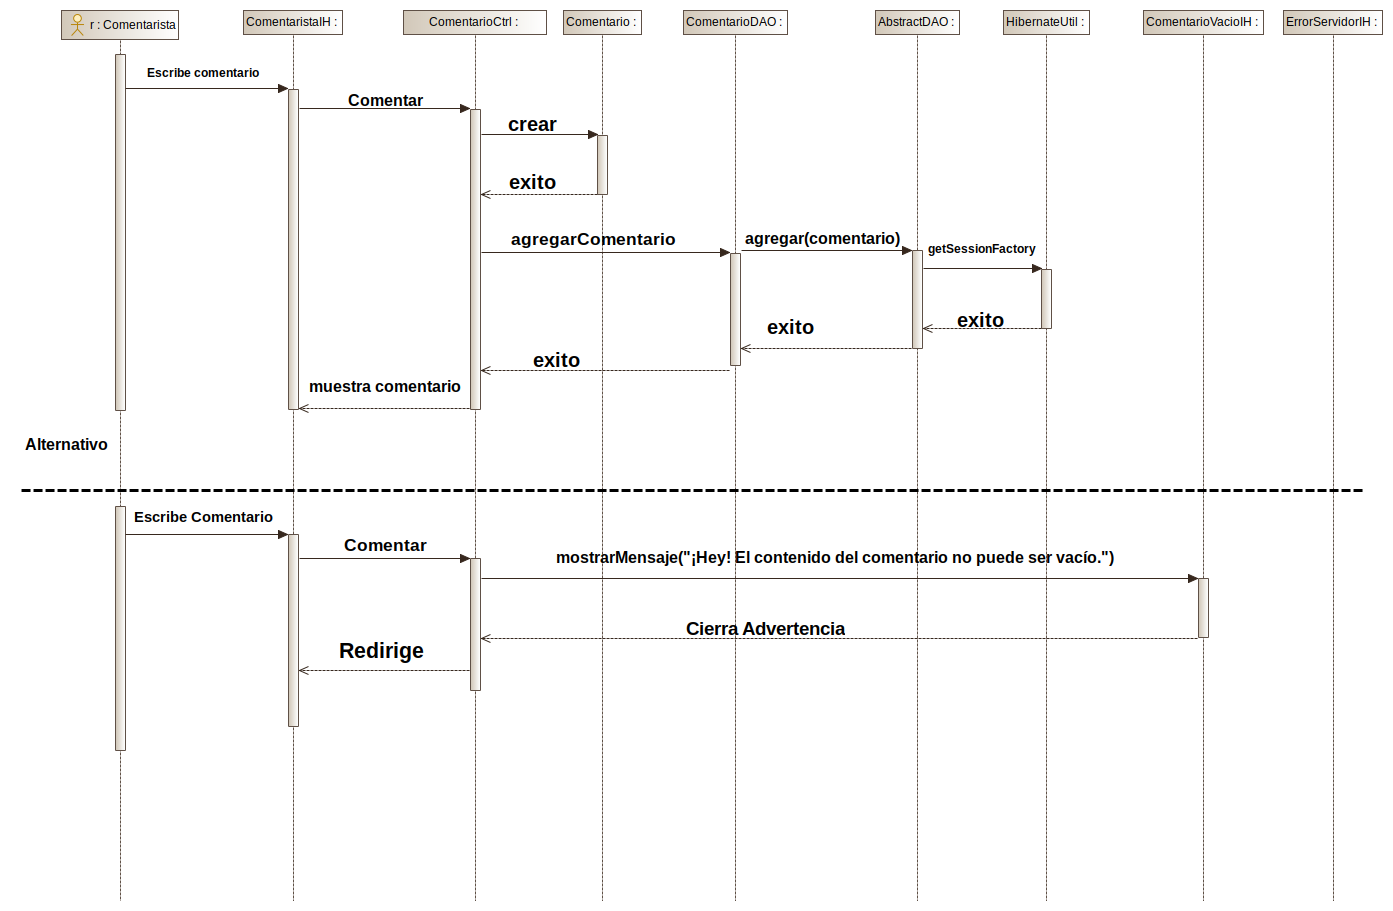 r : Comentarista
ComentaristaIH :
ComentarioCtrl :
Comentario :
ComentarioDAO :
AbstractDAO :
HibernateUtil :
ComentarioVacioIH :
ErrorServidorIH :
Escribe comentario
Comentar
crear
exito
agregarComentario
agregar(comentario)
getSessionFactory
exito
exito
exito
muestra comentario
Alternativo
Escribe Comentario
Comentar
mostrarMensaje("¡Hey! El contenido del comentario no puede ser vacío.")
Cierra Advertencia
Redirige